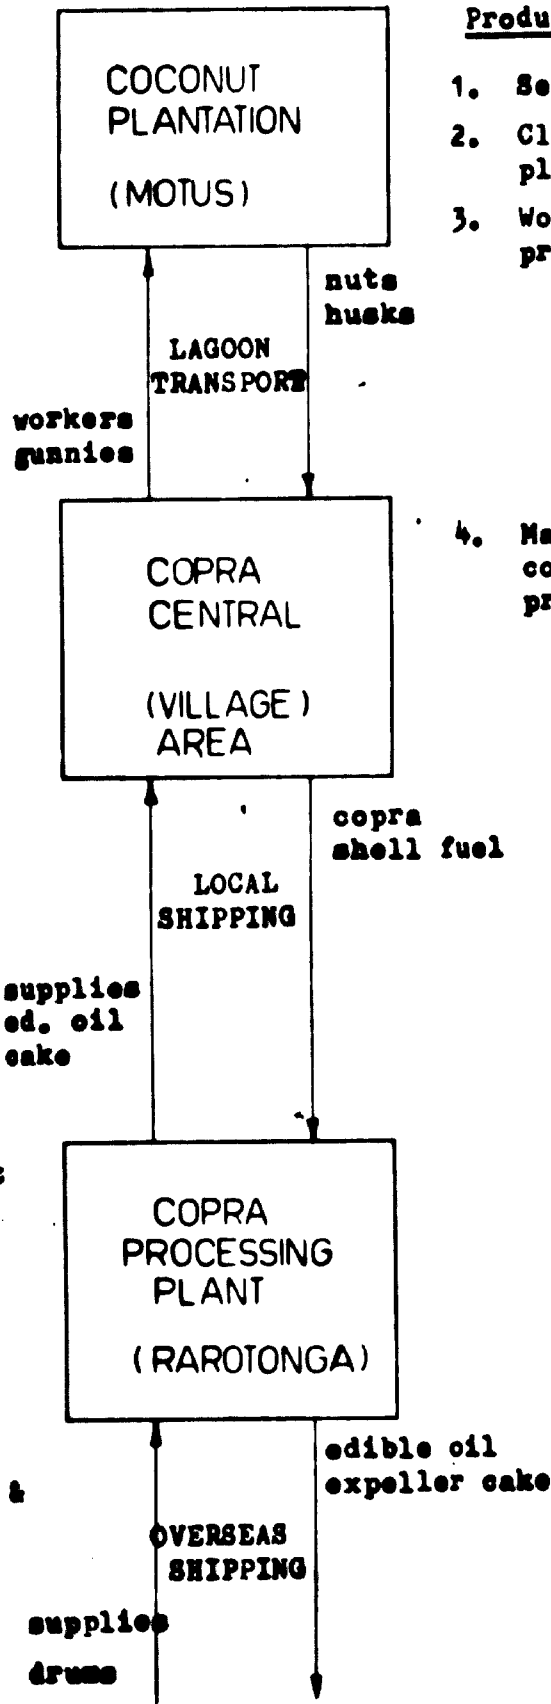 Produ
COCONUT
PLANTATION
(MOTUS)
1. Se
2. Cl
pl
3. Wo
pr
nuts
husks
LAGOON
TRANSPORT
workers
gunnies
COPRA
CENTRAL
(VILLAGE)
AREA
4. Ma
co
pr
copra
shell fuel
LOCAL
SHIPPING
supplies
ed. oil
cake
COPRA
PROCESSING
PLANT
(RAROTONGA)
edible oil
expeller cake
&
OVERSEAS
SHIPPING
supplies
drums